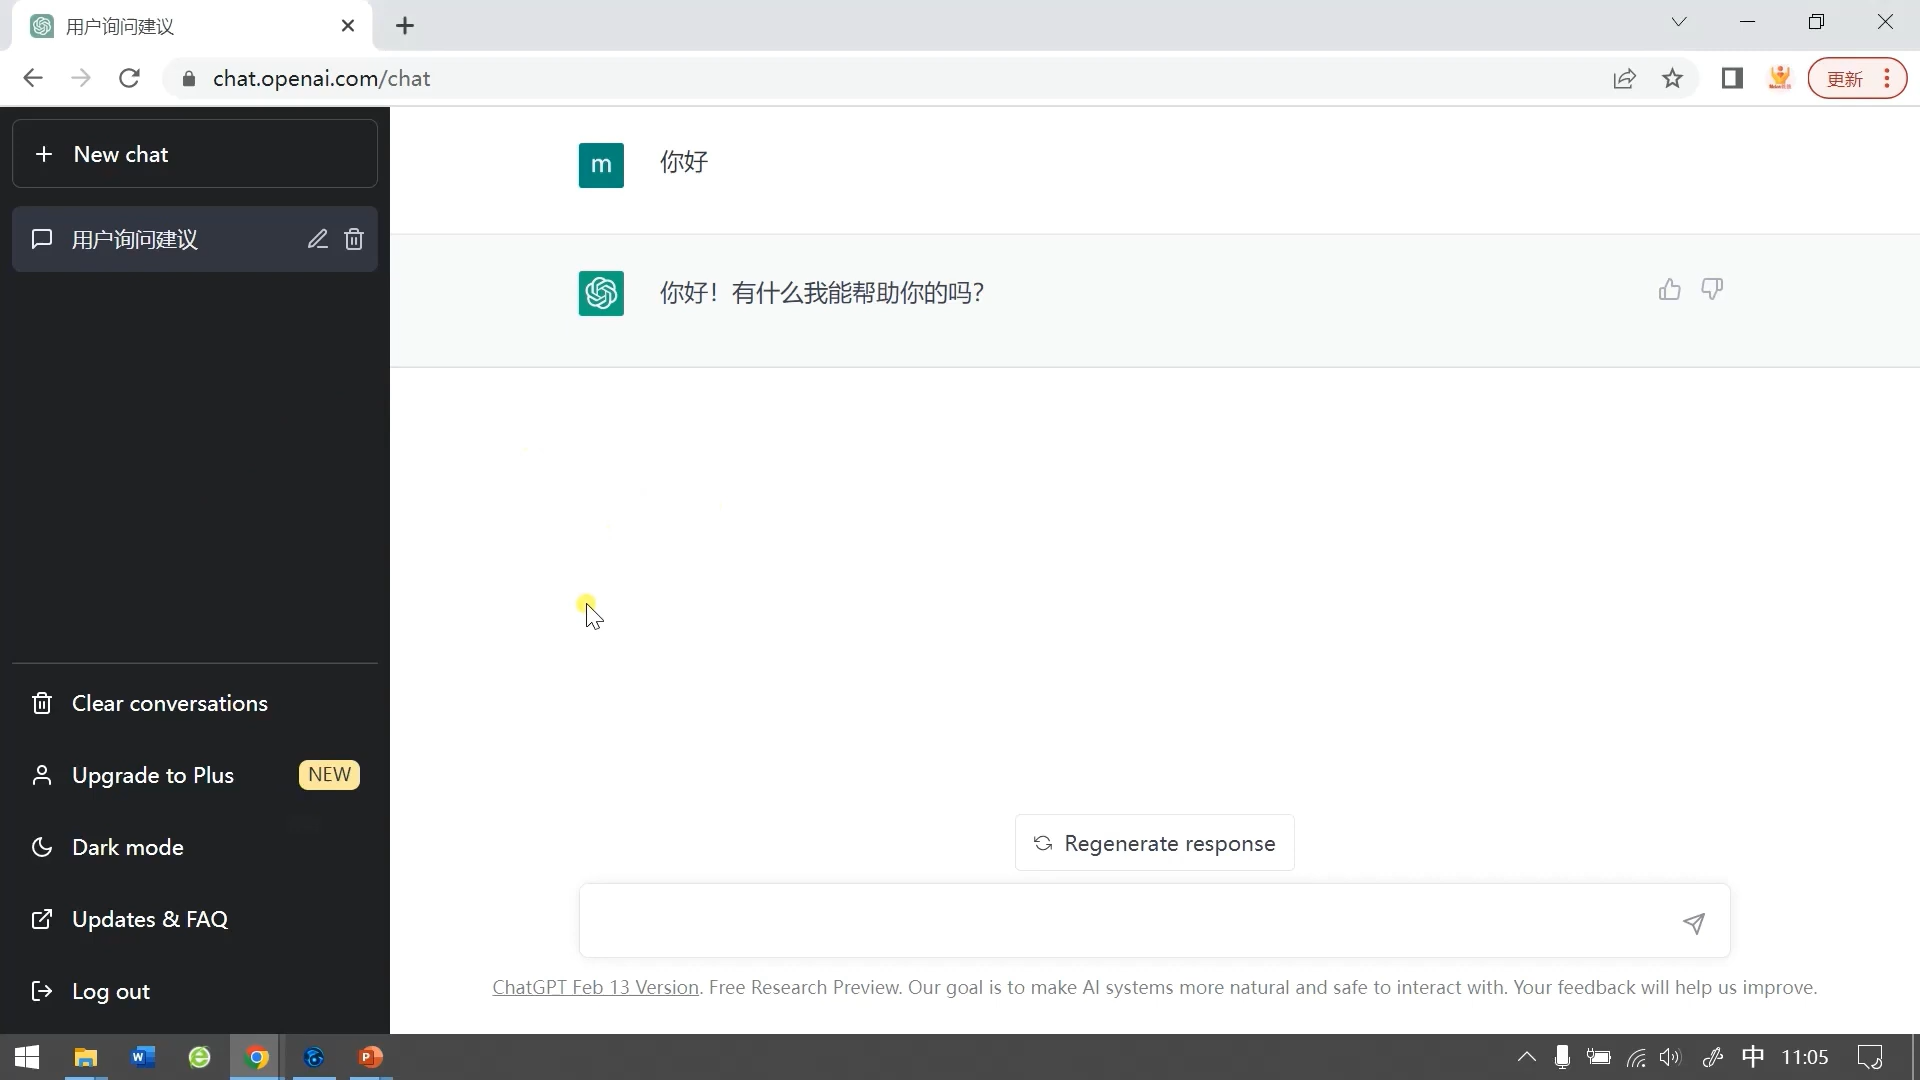 用户询问建议
chat.openai.com/chat
更新
New chat
用户询问建议
m
你好
你好！有什么我能帮助你的吗？
Clear conversations
Upgrade to Plus
NEW
Dark mode
Updates & FAQ
Log out
Regenerate response
ChatGPT Feb 13 Version. Free Research Preview. Our goal is to make AI systems more natural and safe to interact with. Your feedback will help us improve.
中
11:05